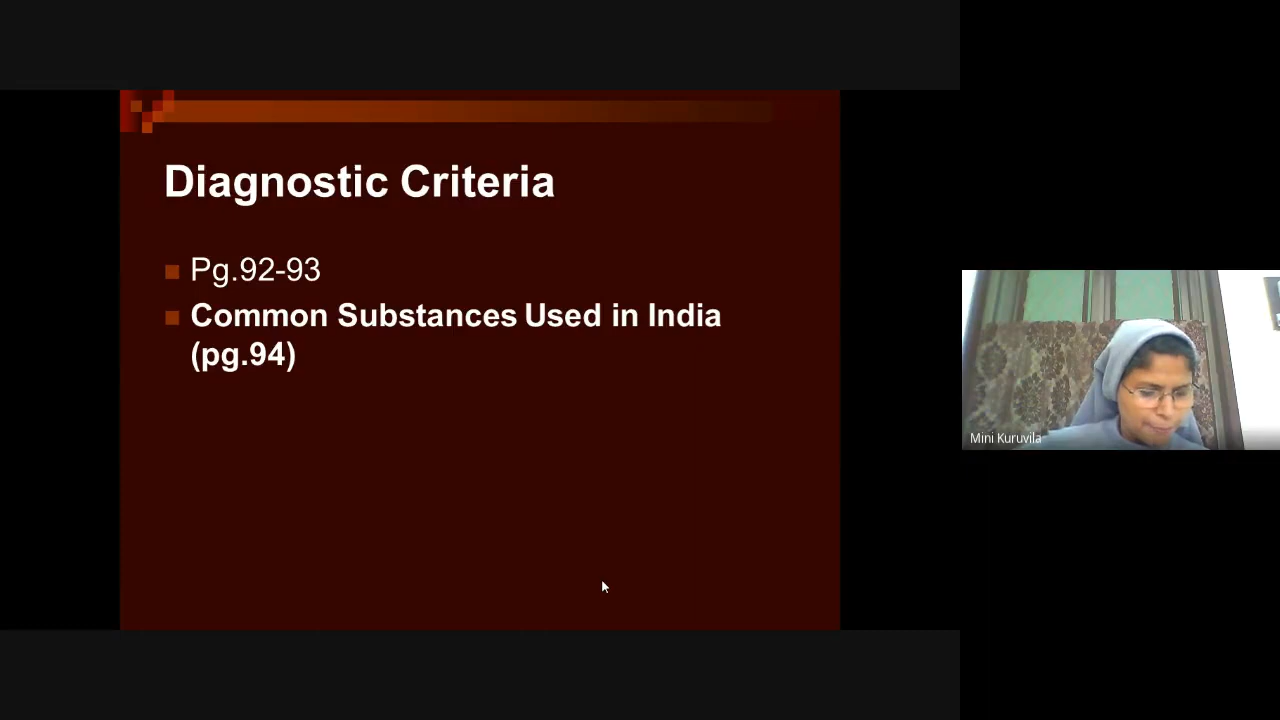 Diagnostic Criteria
Pg.92-93
Common Substances Used in India
(pg.94)
Mini Kuruvila